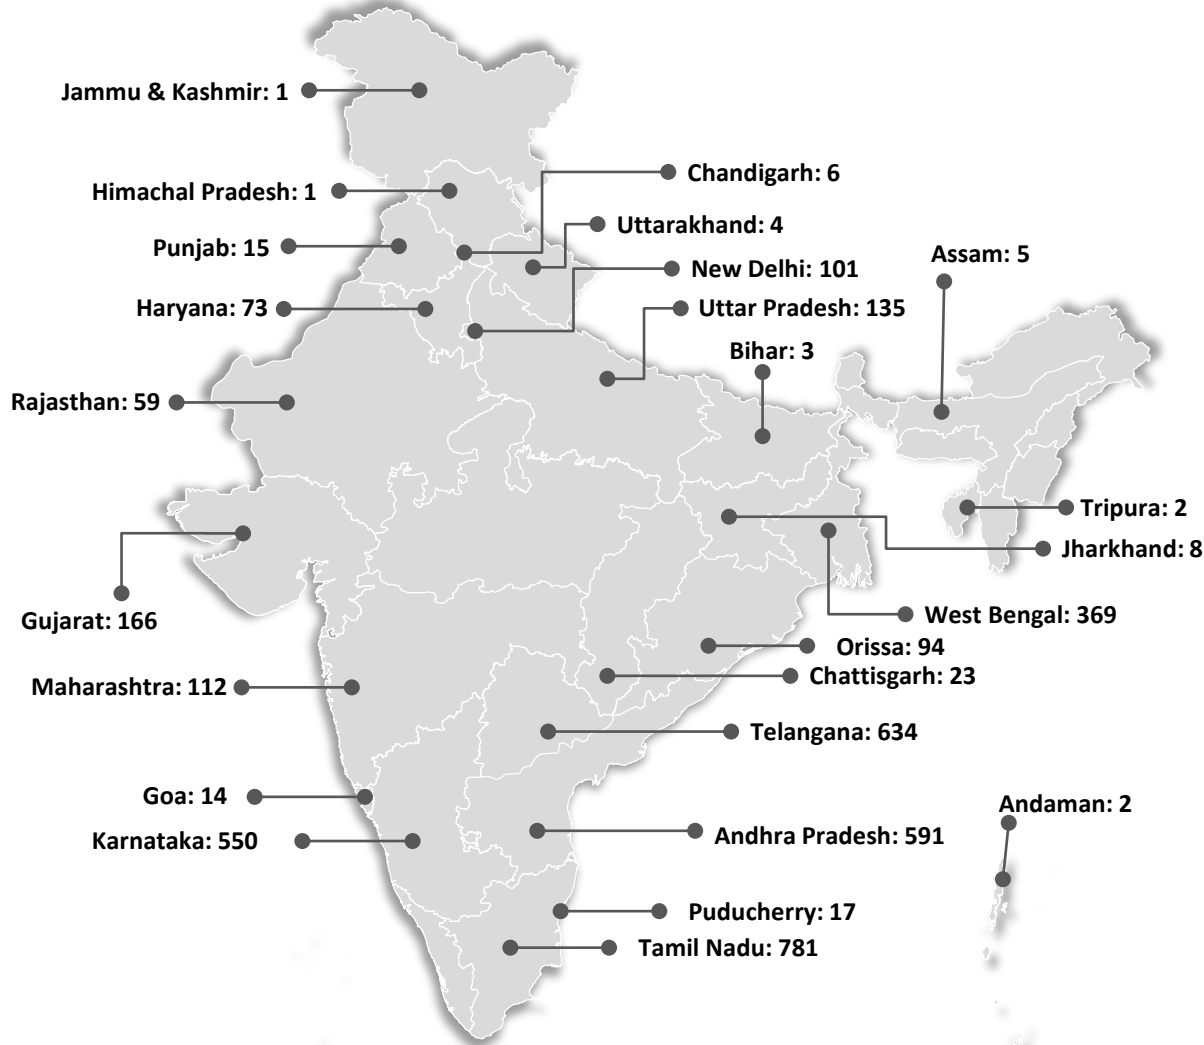 Jammu & Kashmir: 1
Chandigarh: 6
Himachal Pradesh: 1
Uttarakhand: 4
Punjab: 15
Assam: 5
New Delhi: 101
Haryana: 73
Uttar Pradesh: 135
Bihar: 3
Rajasthan: 59
Tripura: 2
Jharkhand: 8
West Bengal: 369
Gujarat: 166
Orissa: 94
Chattisgarh: 23
Maharashtra: 112
Telangana: 634
Goa: 14
Andaman: 2
Karnataka: 550
Andhra Pradesh: 591
Puducherry: 17
Tamil Nadu: 781